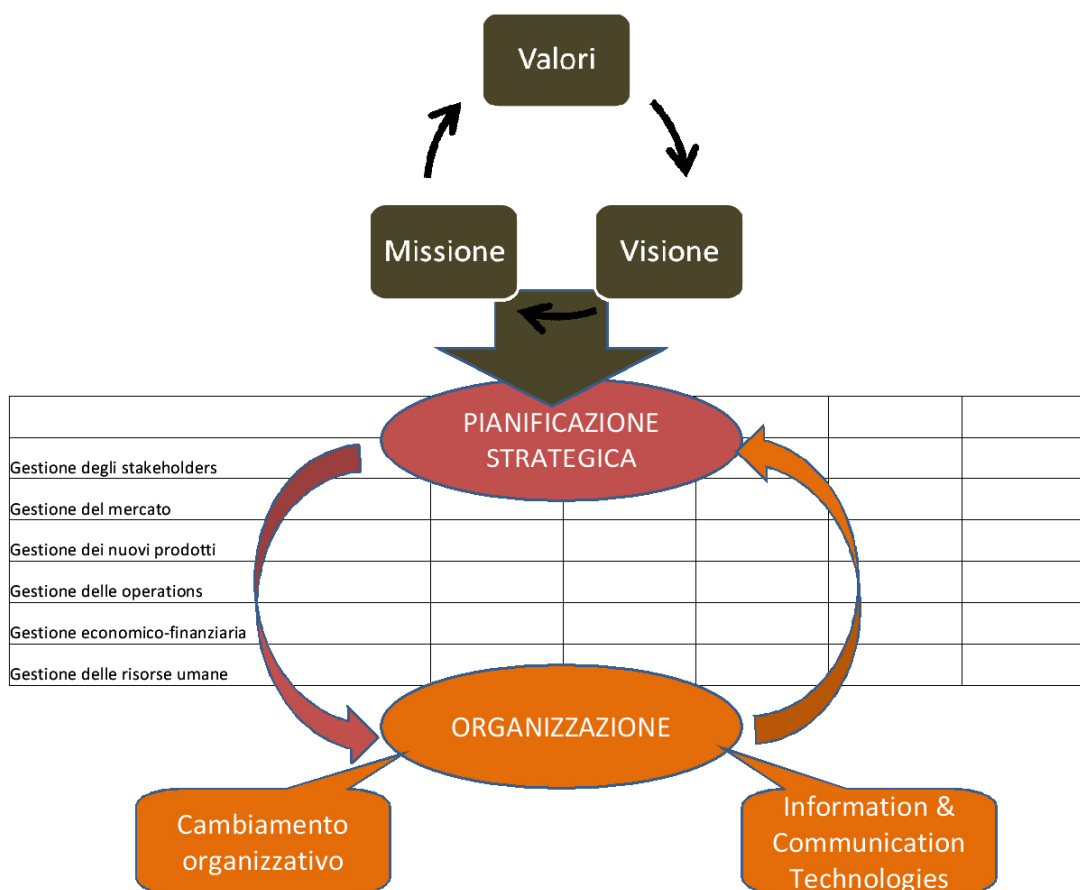 Valori
Missione
Visione
PIANIFICAZIONE
STRATEGICA
Gestione degli stakeholders
Gestione del mercato
Gestione dei nuovi prodotti
Gestione delle operations
Gestione economico-finanziaria
Gestione delle risorse umane
ORGANIZZAZIONE
Cambiamento
organizzativo
Information &
Communication
Technologies